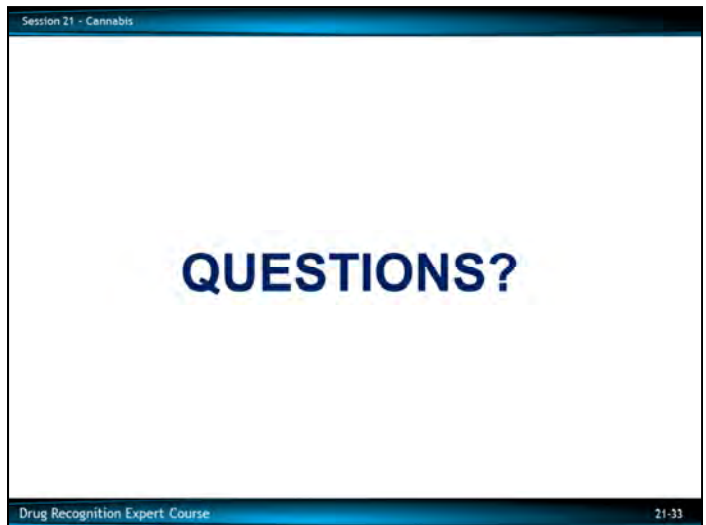 Session 21 - Cannabis
QUESTIONS?
Drug Recognition Expert Course
21-33